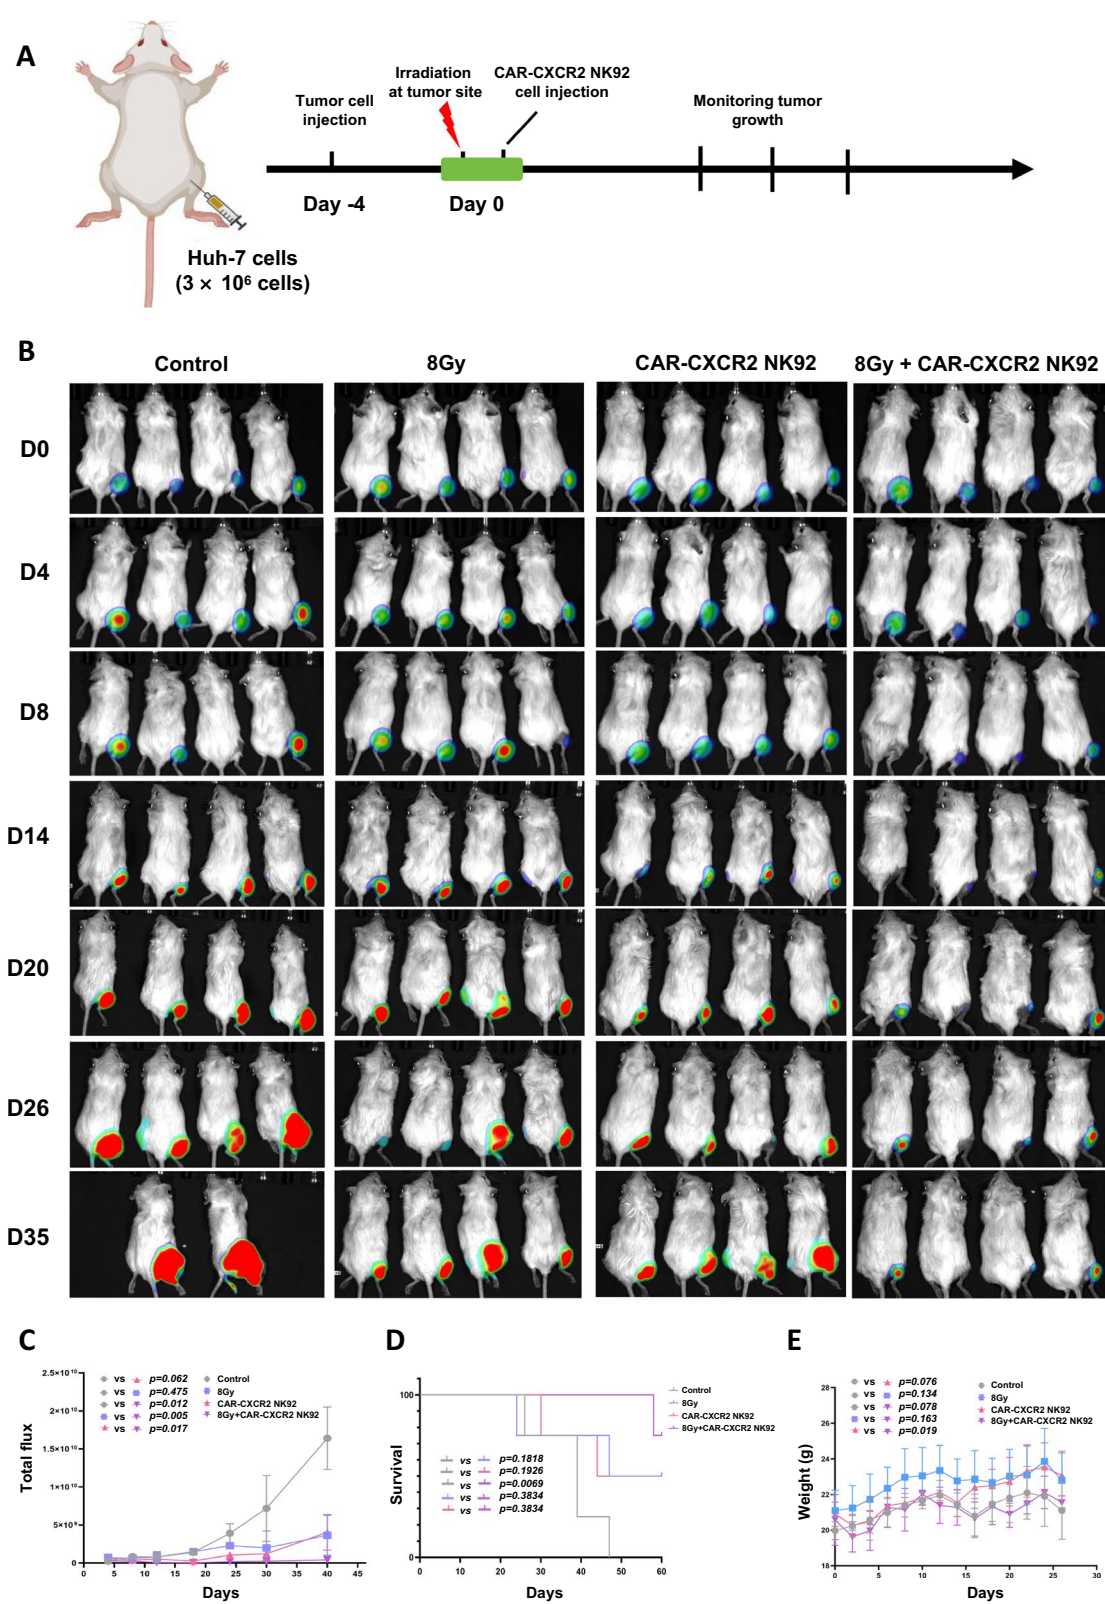 A
Tumor cell
injection
Irradiation
at tumor site
CAR-CXCR2 NK92
cell injection
Monitoring tumor
growth
Day -4
Day 0
Huh-7 cells
(3 × 10⁶ cells)
B
Control
8Gy
CAR-CXCR2 NK92
8Gy + CAR-CXCR2 NK92
D0
D4
D8
D14
D20
D26
D35
C
Total flux
2.5×10¹⁰
2.0×10¹⁰
1.5×10¹⁰
1.0×10¹⁰
5×10⁹
0
vs p=0.062
vs p=0.475
vs p=0.012
vs p=0.005
vs p=0.017
Control
8Gy
CAR-CXCR2 NK92
8Gy+CAR-CXCR2 NK92
0 5 10 15 20 25 30 35 40 45
Days
D
Survival
100
0
vs p=0.1818
vs p=0.1926
vs p=0.0069
vs p=0.3834
vs p=0.3834
Control
8Gy
CAR-CXCR2 NK92
8Gy+CAR-CXCR2 NK92
0 10 20 30 40 50 60
Days
E
Weight (g)
28
26
24
22
20
18
vs p=0.076
vs p=0.134
vs p=0.078
vs p=0.163
vs p=0.019
Control
8Gy
CAR-CXCR2 NK92
8Gy+CAR-CXCR2 NK92
0 5 10 15 20 25 30
Days